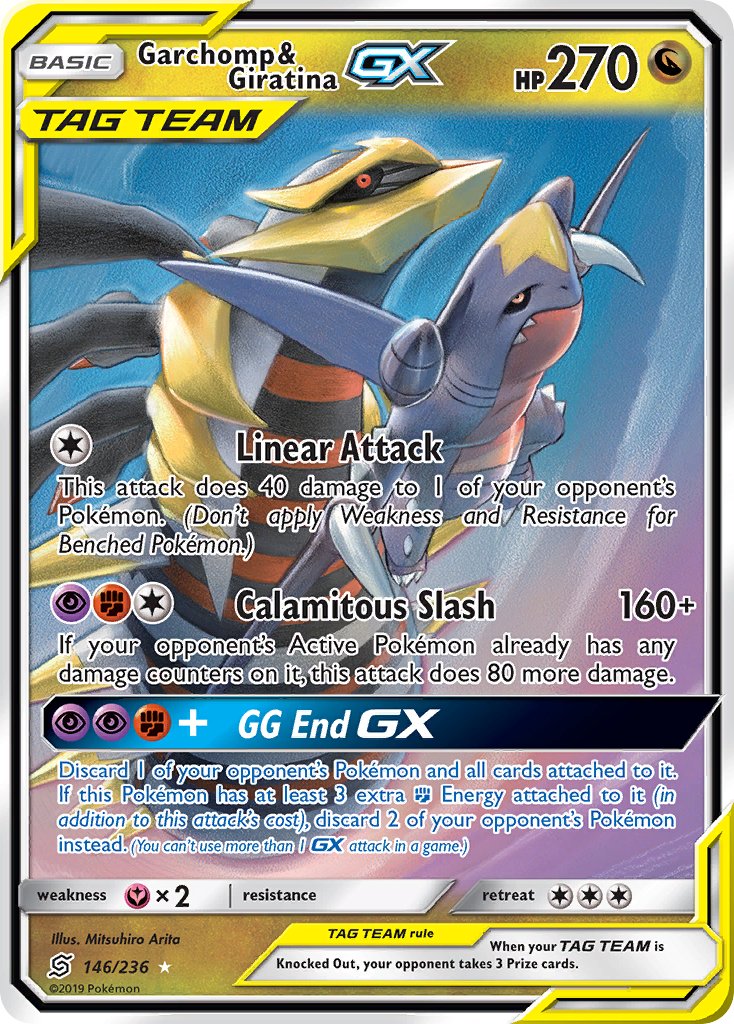 BASIC
Garchomp&
Giratina GX
HP270
TAG TEAM
Linear Attack
This attack does 40 damage to 1 of your opponent's
Pokémon. (Don't apply Weakness and Resistance for
Benched Pokémon.)
Calamitous Slash 160+
If your opponent's Active Pokémon already has any
damage counters on it, this attack does 80 more damage.
+ GG End GX
Discard 1 of your opponent's Pokémon and all cards attached to it.
If this Pokémon has at least 3 extra Energy attached to it (in
addition to this attack's cost), discard 2 of your opponent's Pokémon
instead. (You can't use more than 1 GX attack in a game.)
weakness ×2 resistance retreat
Illus. Mitsuhiro Arita
146/236
©2019 Pokémon
TAG TEAM rule
When your TAG TEAM is
Knocked Out, your opponent takes 3 Prize cards.